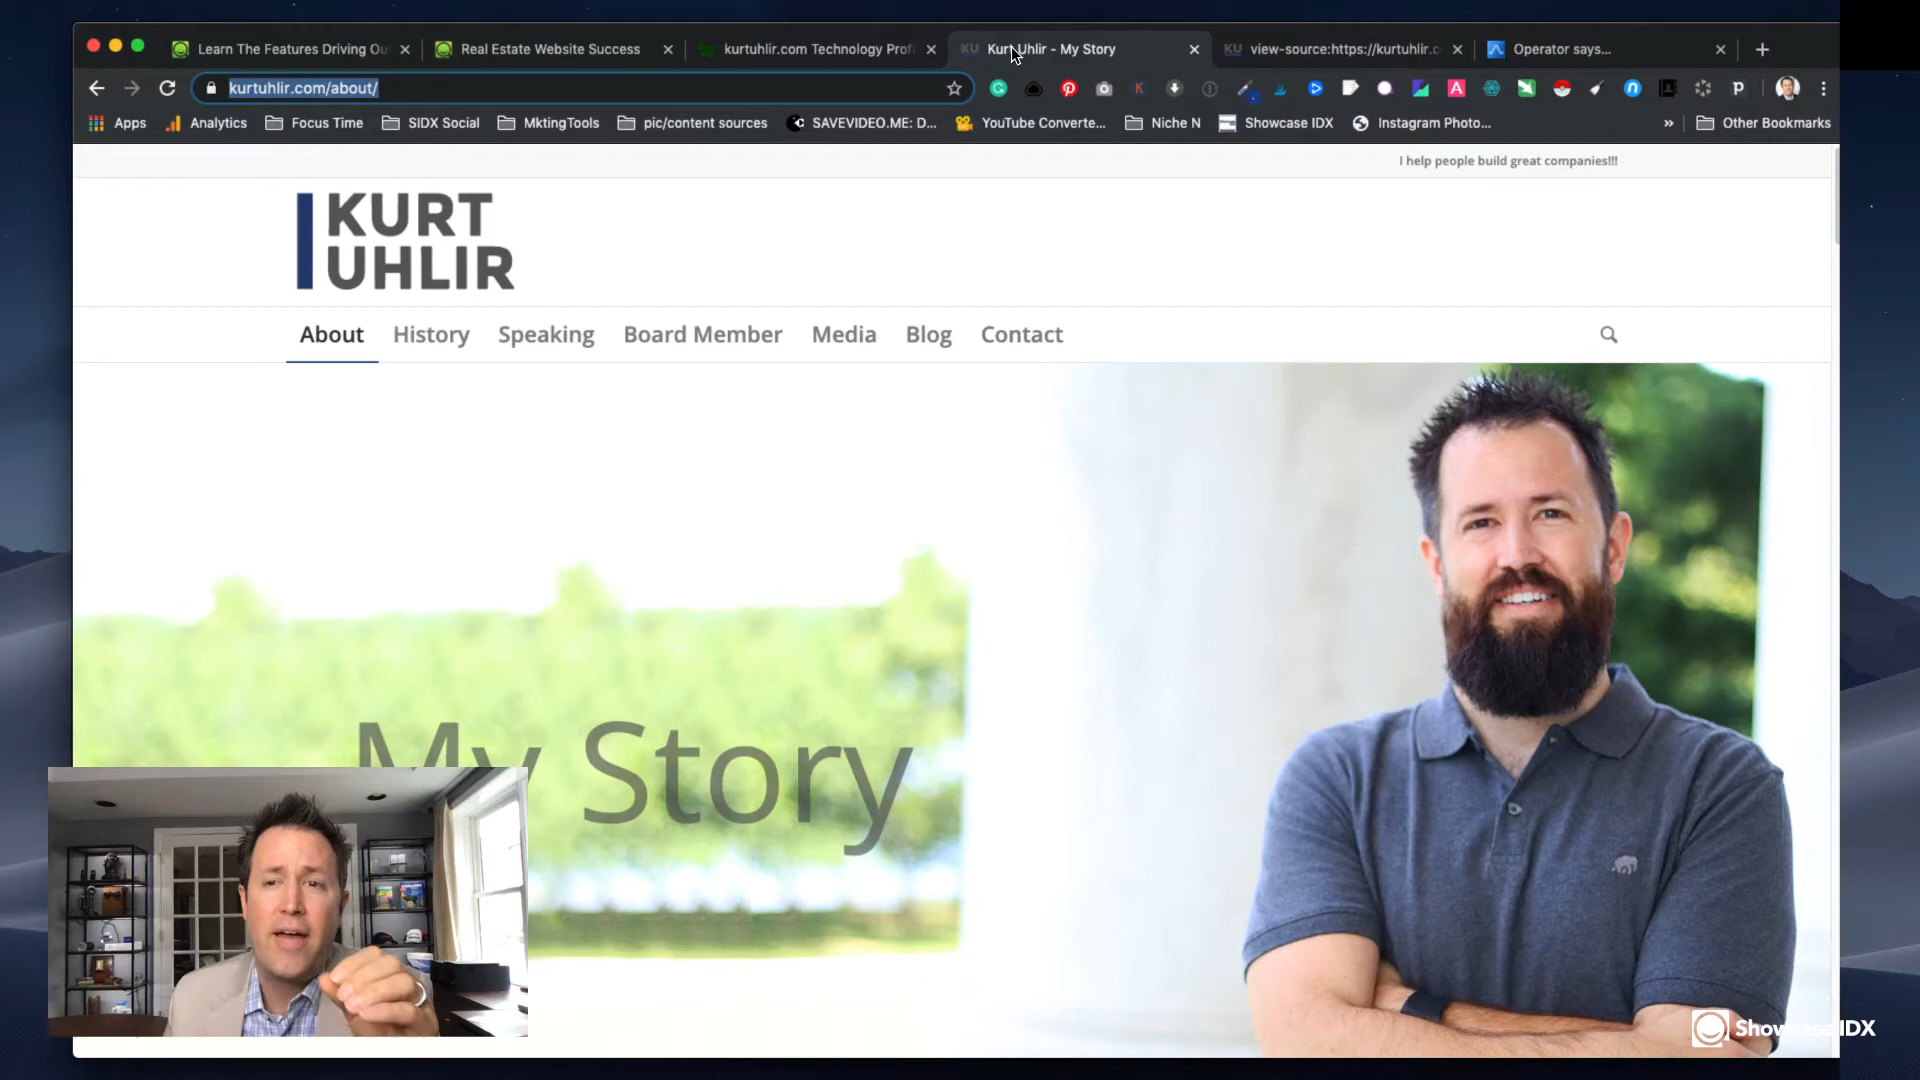 Learn The Features Driving Ou
Real Estate Website Success
kurtuhlir.com Technology Prof
Kurt Uhlir - My Story
view-source:https://kurtuhlir.c
Operator says...
kurtuhlir.com/about/
Apps
Analytics
Focus Time
SIDX Social
MktingTools
pic/content sources
SAVEVIDEO.ME: D...
YouTube Converte...
Niche N
Showcase IDX
Instagram Photo...
»
Other Bookmarks
I help people build great companies!!!
KURT
UHLIR
About
History
Speaking
Board Member
Media
Blog
Contact
My Story
Showcase IDX